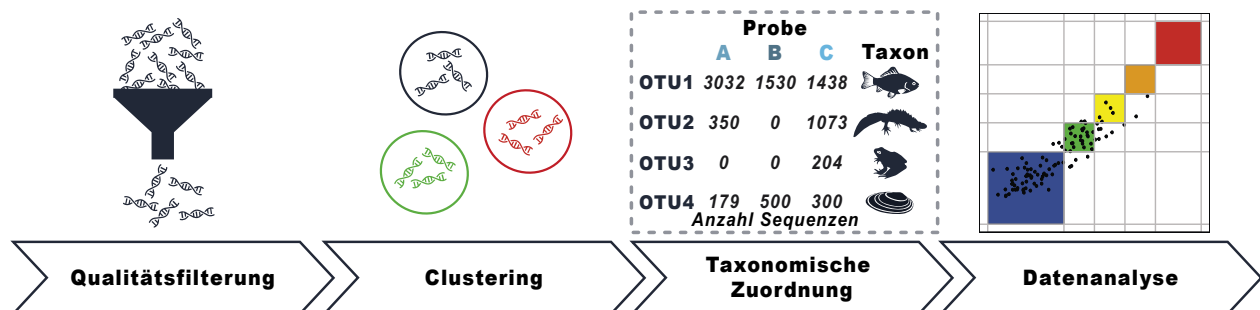 Probe
A B C Taxon
OTU1 3032 1530 1438
OTU2 350 0 1073
OTU3 0 0 204
OTU4 179 500 300
Anzahl Sequenzen
Qualitätsfilterung
Clustering
Taxonomische
Zuordnung
Datenanalyse